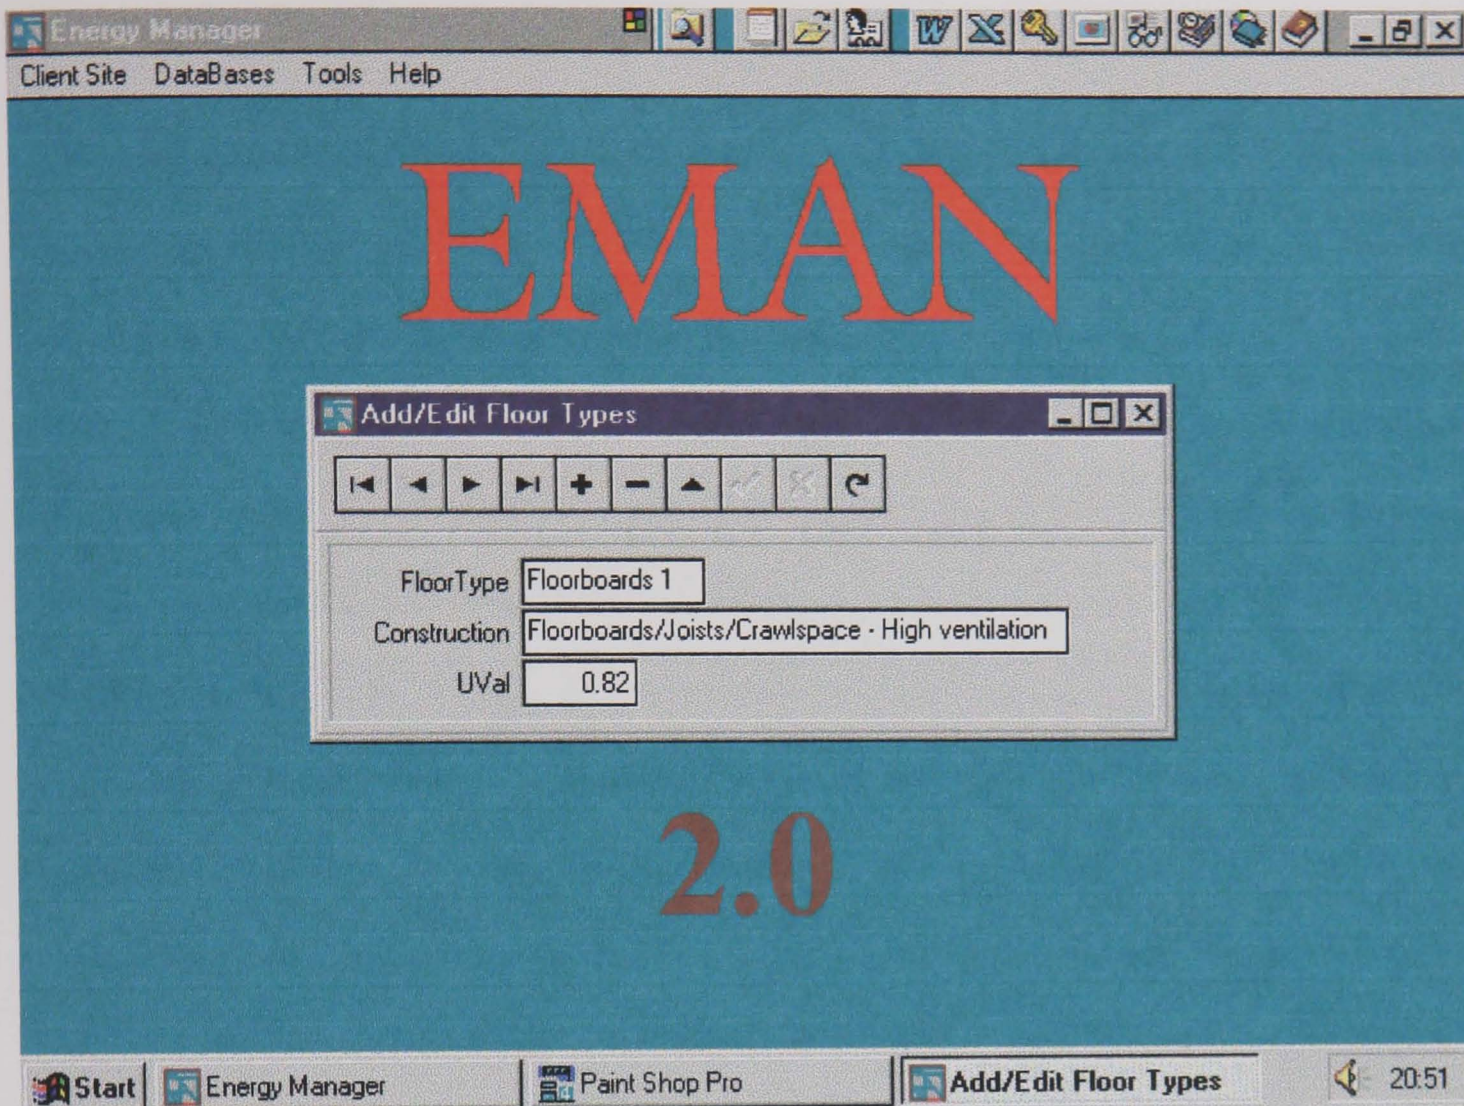 Energy Manager
Client Site DataBases Tools Help
EMAN
Add/Edit Floor Types
FloorType Floorboards 1
Construction Floorboards/Joists/Crawlspace - High ventilation
UVal 0.82
2.0
Start Energy Manager Paint Shop Pro Add/Edit Floor Types 20:51